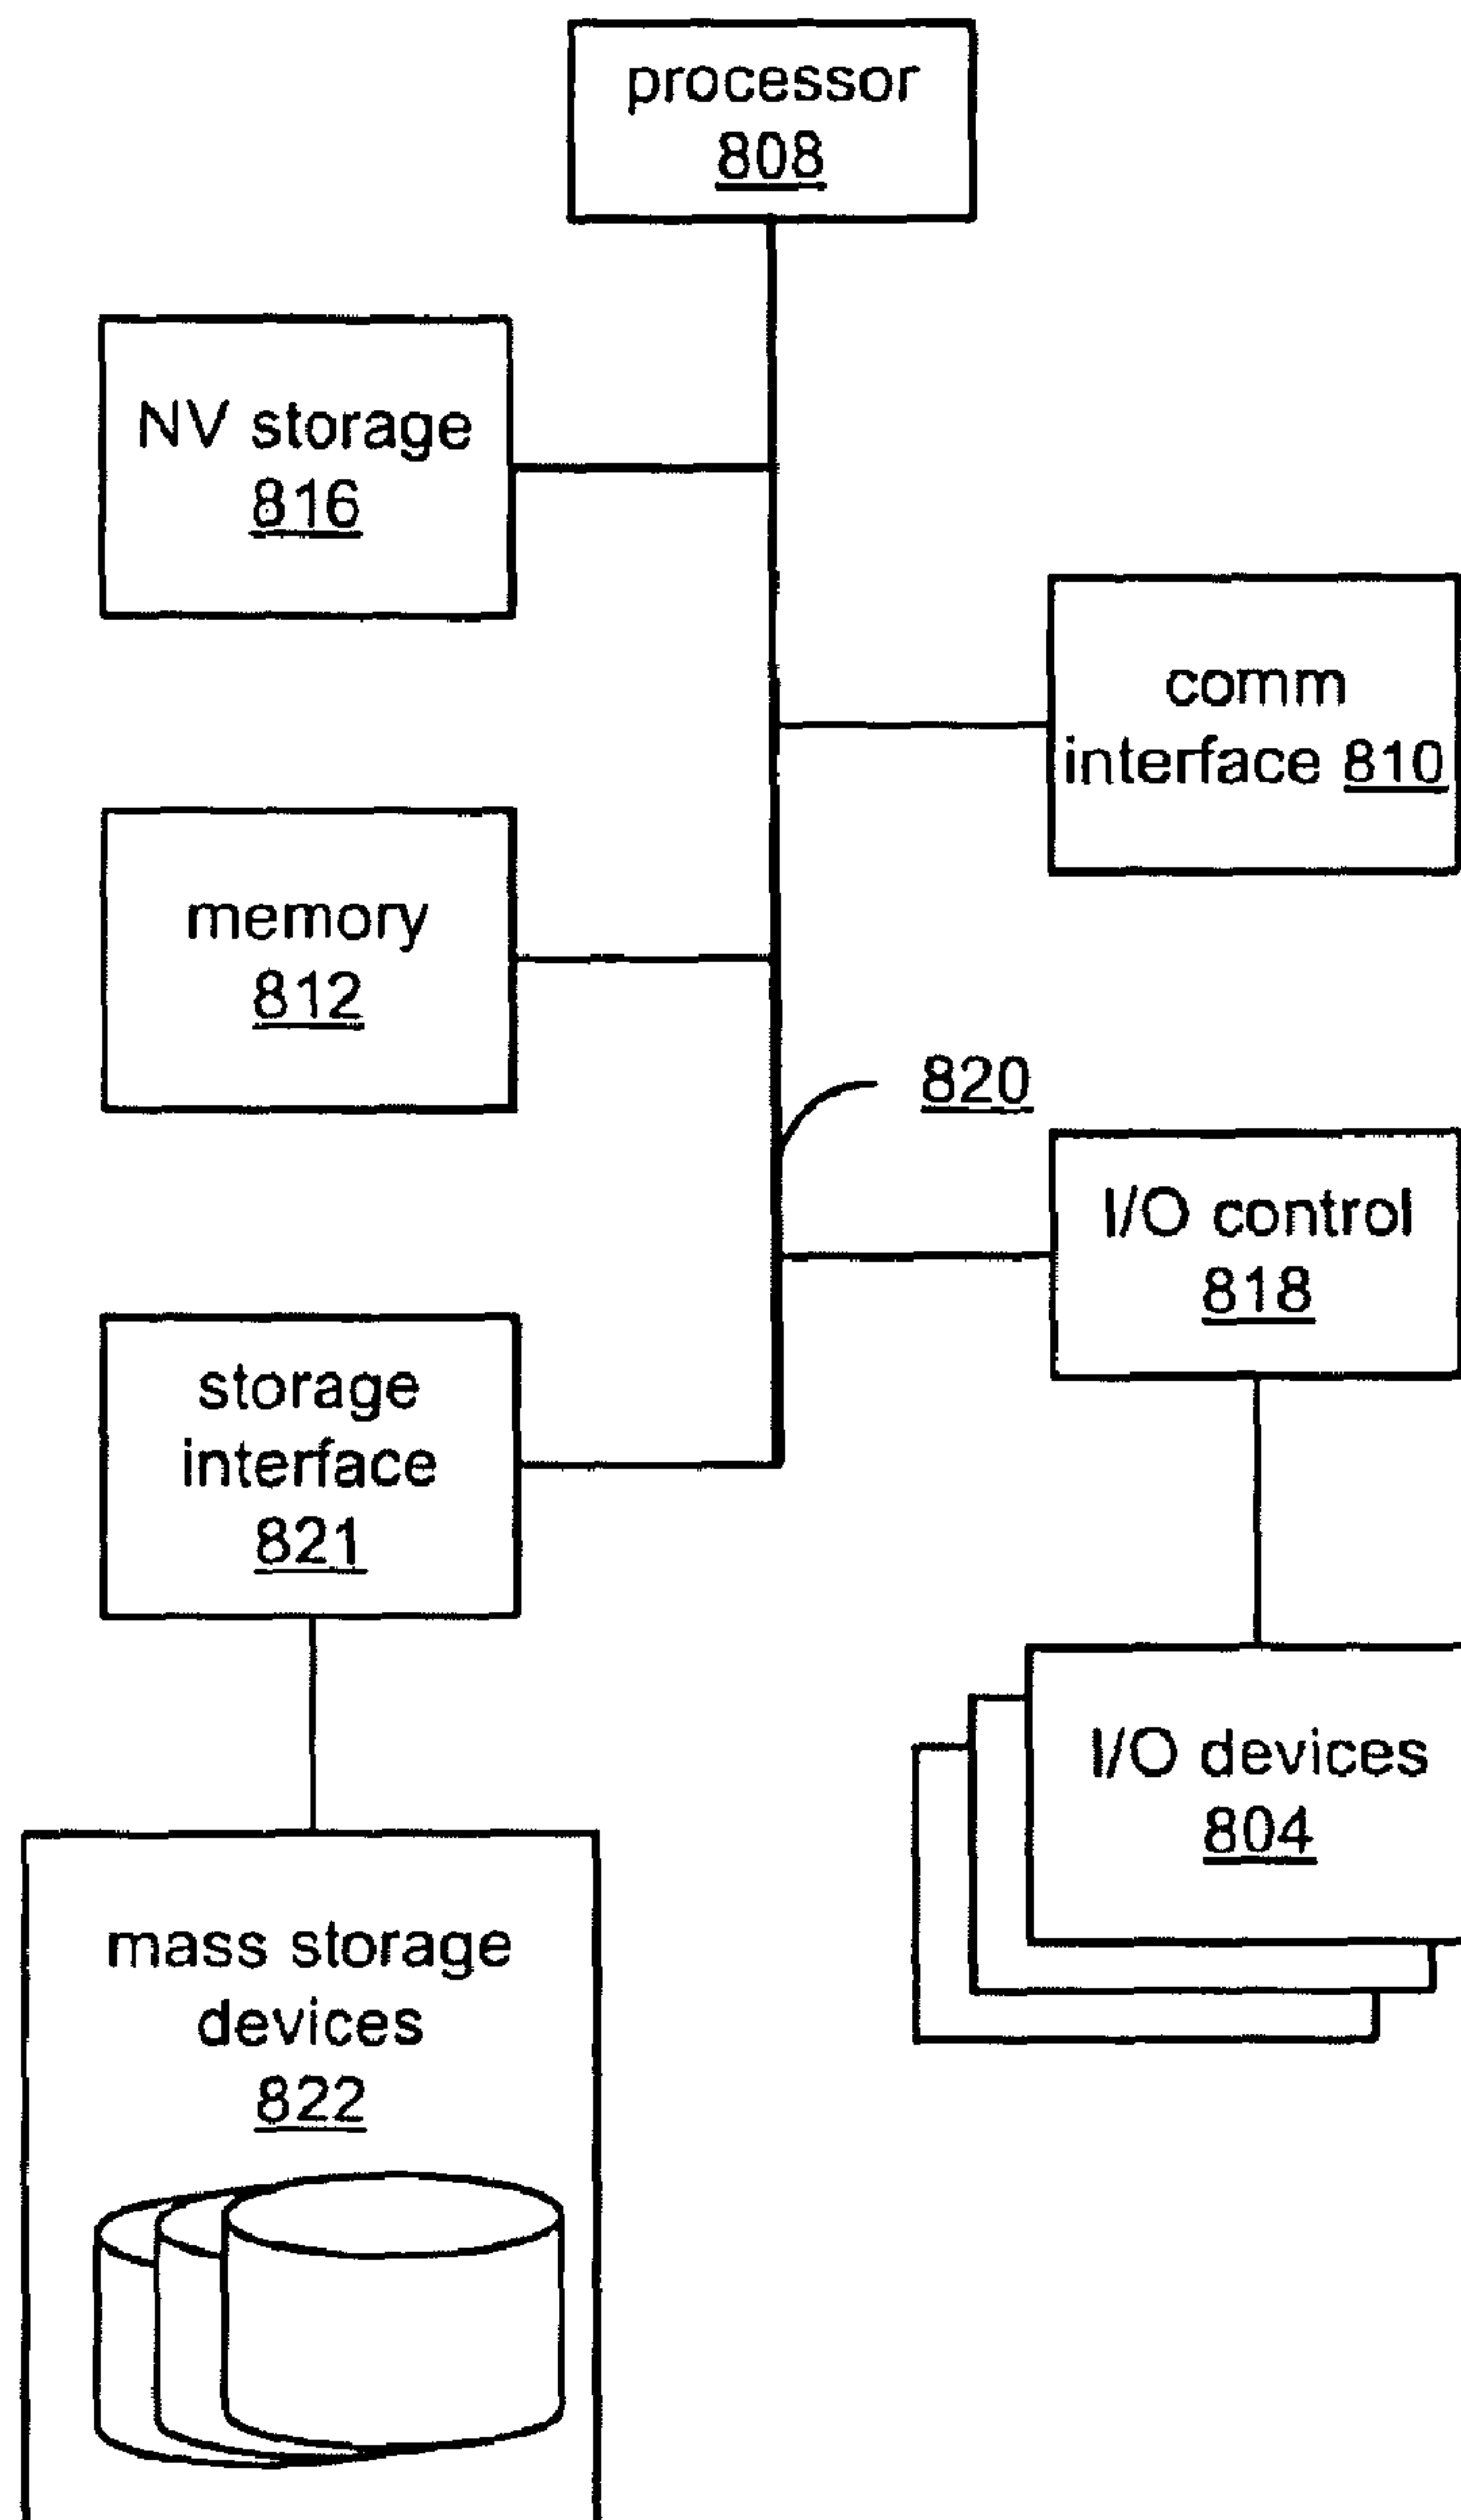 processor
808
NV storage
816
comm
interface 810
memory
812
820
I/O control
818
storage
interface
821
I/O devices
804
mass storage
devices
822